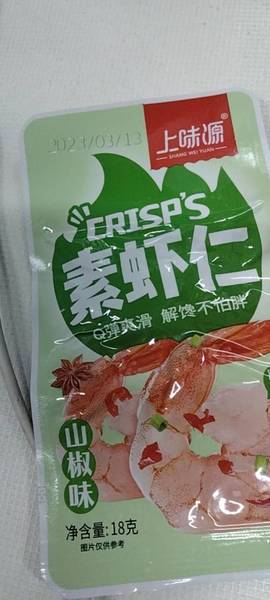 2023/03/13
上味源®
SHANG WEI YUAN
CRISP'S
素虾仁
Q弹爽滑 解馋不怕胖
山椒味
净含量:18克
图片仅供参考